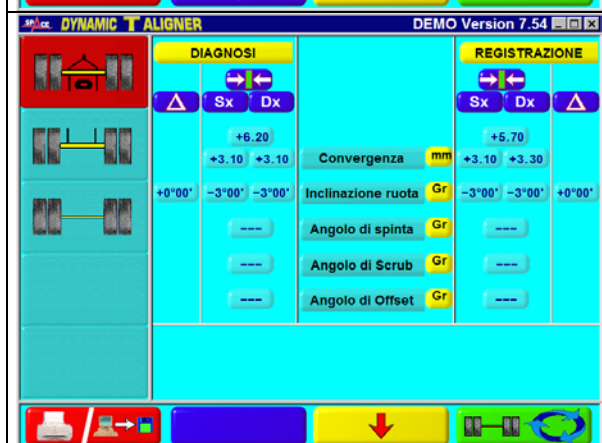 SPACE DYNAMIC T ALIGNER DEMO Version 7.54
DIAGNOSI REGISTRAZIONE
Δ Sx Dx Sx Dx Δ
+6.20 +5.70
+3.10 +3.10 Convergenza mm +3.10 +3.30
+0°00' −3°00' −3°00' Inclinazione ruota Gr −3°00' −3°00' +0°00'
--- Angolo di spinta Gr ---
--- Angolo di Scrub Gr ---
--- Angolo di Offset Gr ---